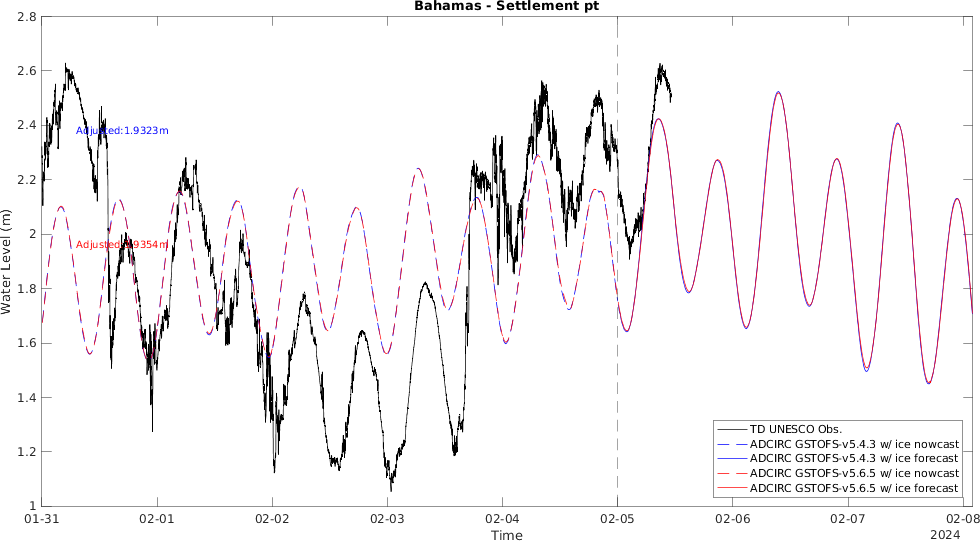 Bahamas - Settlement pt
2.8
2.6
2.4
2.2
2
1.8
1.6
1.4
1.2
1
Water Level (m)
Adjusted:1.9323m
Adjusted:1.9354m
TD UNESCO Obs.
ADCIRC GSTOFS-v5.4.3 w/ ice nowcast
ADCIRC GSTOFS-v5.4.3 w/ ice forecast
ADCIRC GSTOFS-v5.6.5 w/ ice nowcast
ADCIRC GSTOFS-v5.6.5 w/ ice forecast
01-31 02-01 02-02 02-03 02-04 02-05 02-06 02-07 02-08
Time
2024